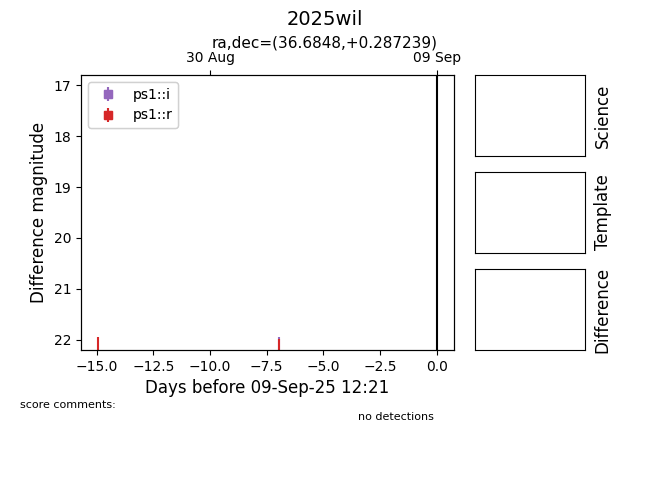 2025wil
ra,dec=(36.6848,+0.287239)
30 Aug
09 Sep
ps1::i
ps1::r
17
18
19
20
21
22
Difference magnitude
−15.0
−12.5
−10.0
−7.5
−5.0
−2.5
0.0
Days before 09-Sep-25 12:21
Science
Template
Difference
score comments:
no detections